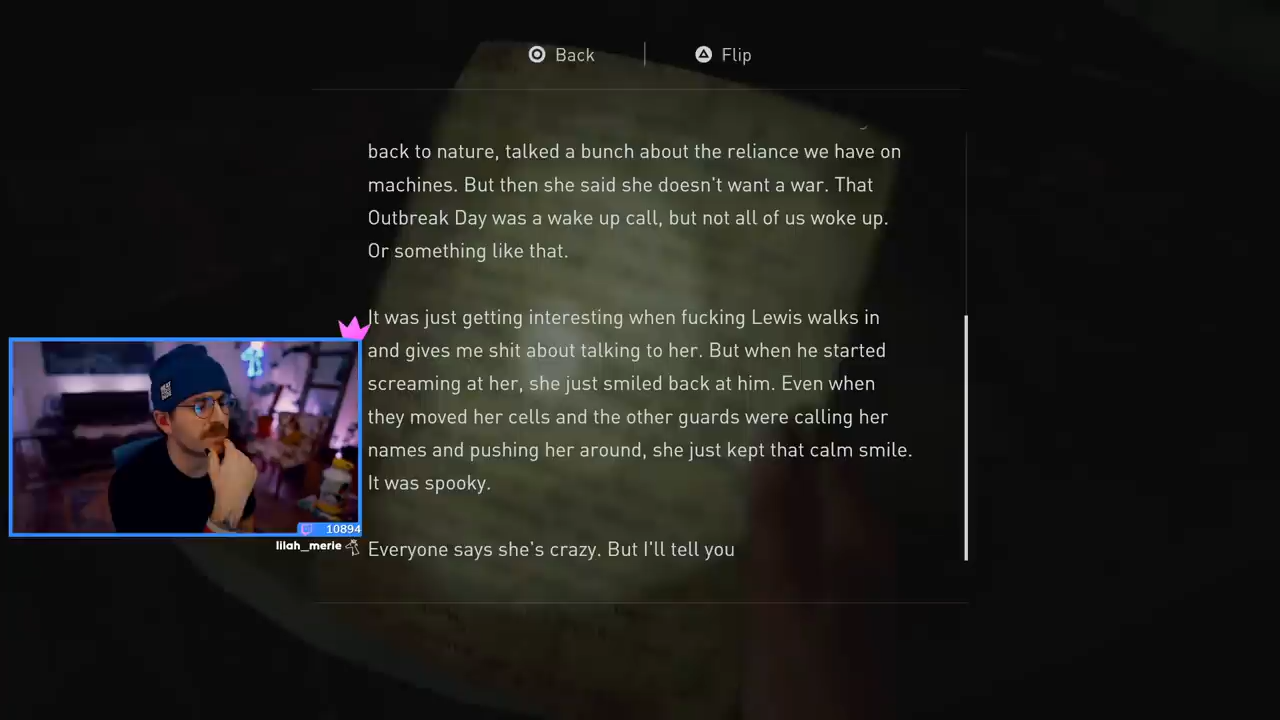 Back
Flip
back to nature, talked a bunch about the reliance we have on
machines. But then she said she doesn't want a war. That
Outbreak Day was a wake up call, but not all of us woke up.
Or something like that.
It was just getting interesting when fucking Lewis walks in
and gives me shit about talking to her. But when he started
screaming at her, she just smiled back at him. Even when
they moved her cells and the other guards were calling her
names and pushing her around, she just kept that calm smile.
It was spooky.
Everyone says she's crazy. But I'll tell you
10894
lilah_merie